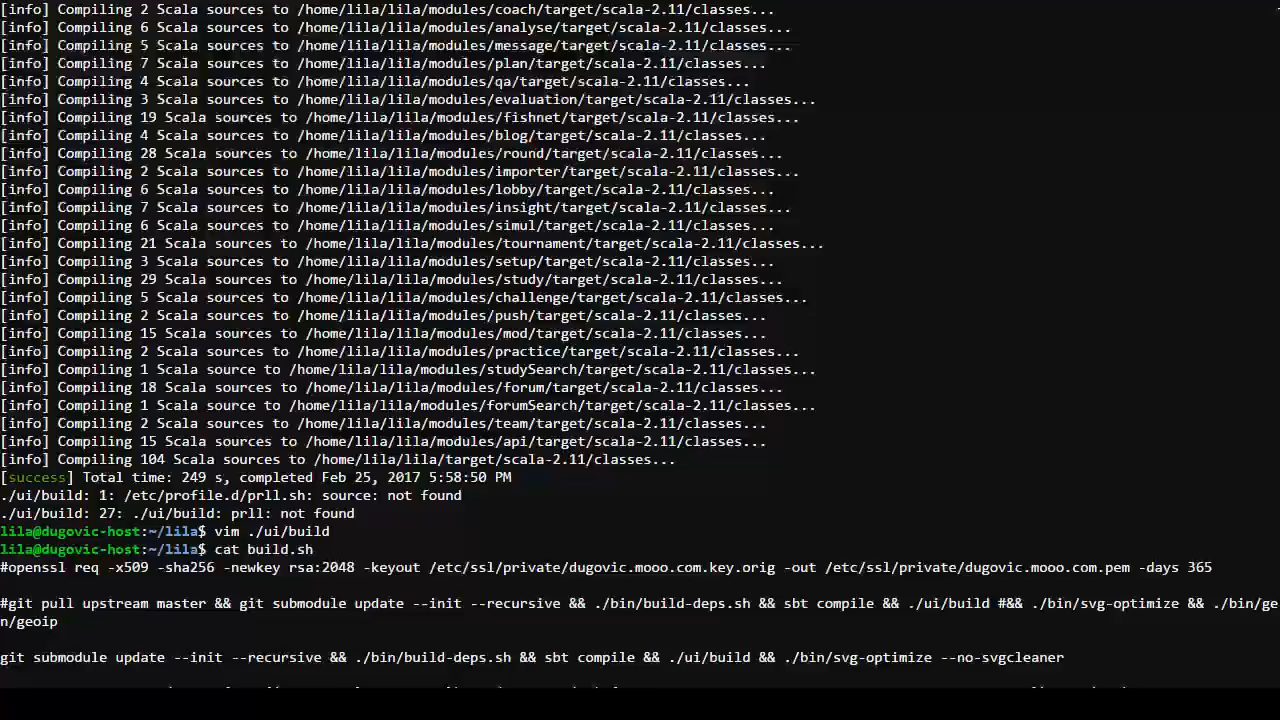 [info] Compiling 2 Scala sources to /home/lila/lila/modules/coach/target/scala-2.11/classes...
[info] Compiling 6 Scala sources to /home/lila/lila/modules/analyse/target/scala-2.11/classes...
[info] Compiling 5 Scala sources to /home/lila/lila/modules/message/target/scala-2.11/classes...
[info] Compiling 7 Scala sources to /home/lila/lila/modules/plan/target/scala-2.11/classes...
[info] Compiling 4 Scala sources to /home/lila/lila/modules/qa/target/scala-2.11/classes...
[info] Compiling 3 Scala sources to /home/lila/lila/modules/evaluation/target/scala-2.11/classes...
[info] Compiling 19 Scala sources to /home/lila/lila/modules/fishnet/target/scala-2.11/classes...
[info] Compiling 4 Scala sources to /home/lila/lila/modules/blog/target/scala-2.11/classes...
[info] Compiling 28 Scala sources to /home/lila/lila/modules/round/target/scala-2.11/classes...
[info] Compiling 2 Scala sources to /home/lila/lila/modules/importer/target/scala-2.11/classes...
[info] Compiling 6 Scala sources to /home/lila/lila/modules/lobby/target/scala-2.11/classes...
[info] Compiling 7 Scala sources to /home/lila/lila/modules/insight/target/scala-2.11/classes...
[info] Compiling 6 Scala sources to /home/lila/lila/modules/simul/target/scala-2.11/classes...
[info] Compiling 21 Scala sources to /home/lila/lila/modules/tournament/target/scala-2.11/classes...
[info] Compiling 3 Scala sources to /home/lila/lila/modules/setup/target/scala-2.11/classes...
[info] Compiling 29 Scala sources to /home/lila/lila/modules/study/target/scala-2.11/classes...
[info] Compiling 5 Scala sources to /home/lila/lila/modules/challenge/target/scala-2.11/classes...
[info] Compiling 2 Scala sources to /home/lila/lila/modules/push/target/scala-2.11/classes...
[info] Compiling 15 Scala sources to /home/lila/lila/modules/mod/target/scala-2.11/classes...
[info] Compiling 2 Scala sources to /home/lila/lila/modules/practice/target/scala-2.11/classes...
[info] Compiling 1 Scala source to /home/lila/lila/modules/studySearch/target/scala-2.11/classes...
[info] Compiling 18 Scala sources to /home/lila/lila/modules/forum/target/scala-2.11/classes...
[info] Compiling 1 Scala source to /home/lila/lila/modules/forumSearch/target/scala-2.11/classes...
[info] Compiling 2 Scala sources to /home/lila/lila/modules/team/target/scala-2.11/classes...
[info] Compiling 15 Scala sources to /home/lila/lila/modules/api/target/scala-2.11/classes...
[info] Compiling 104 Scala sources to /home/lila/lila/target/scala-2.11/classes...
[success] Total time: 249 s, completed Feb 25, 2017 5:58:50 PM
./ui/build: 1: /etc/profile.d/prll.sh: source: not found
./ui/build: 27: ./ui/build: prll: not found
lila@dugovic-host:~/lila$ vim ./ui/build
lila@dugovic-host:~/lila$ cat build.sh
#openssl req -x509 -sha256 -newkey rsa:2048 -keyout /etc/ssl/private/dugovic.mooo.com.key.orig -out /etc/ssl/private/dugovic.mooo.com.pem -days 365
#git pull upstream master && git submodule update --init --recursive && ./bin/build-deps.sh && sbt compile && ./ui/build #&& ./bin/svg-optimize && ./bin/ge
n/geoip
git submodule update --init --recursive && ./bin/build-deps.sh && sbt compile && ./ui/build && ./bin/svg-optimize --no-svgcleaner